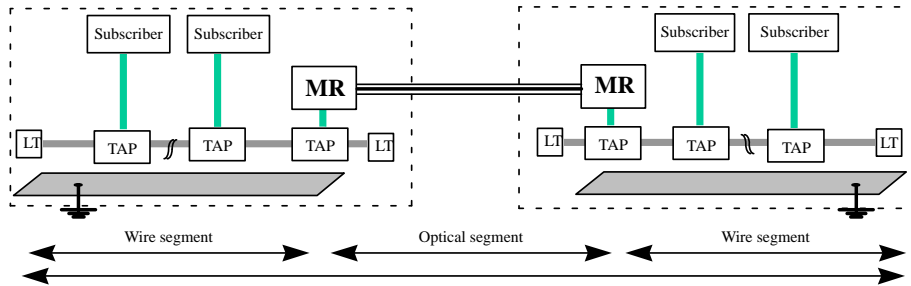 Subscriber Subscriber Subscriber Subscriber
MR MR
LT TAP TAP TAP LT LT TAP TAP TAP LT
Wire segment Optical segment Wire segment